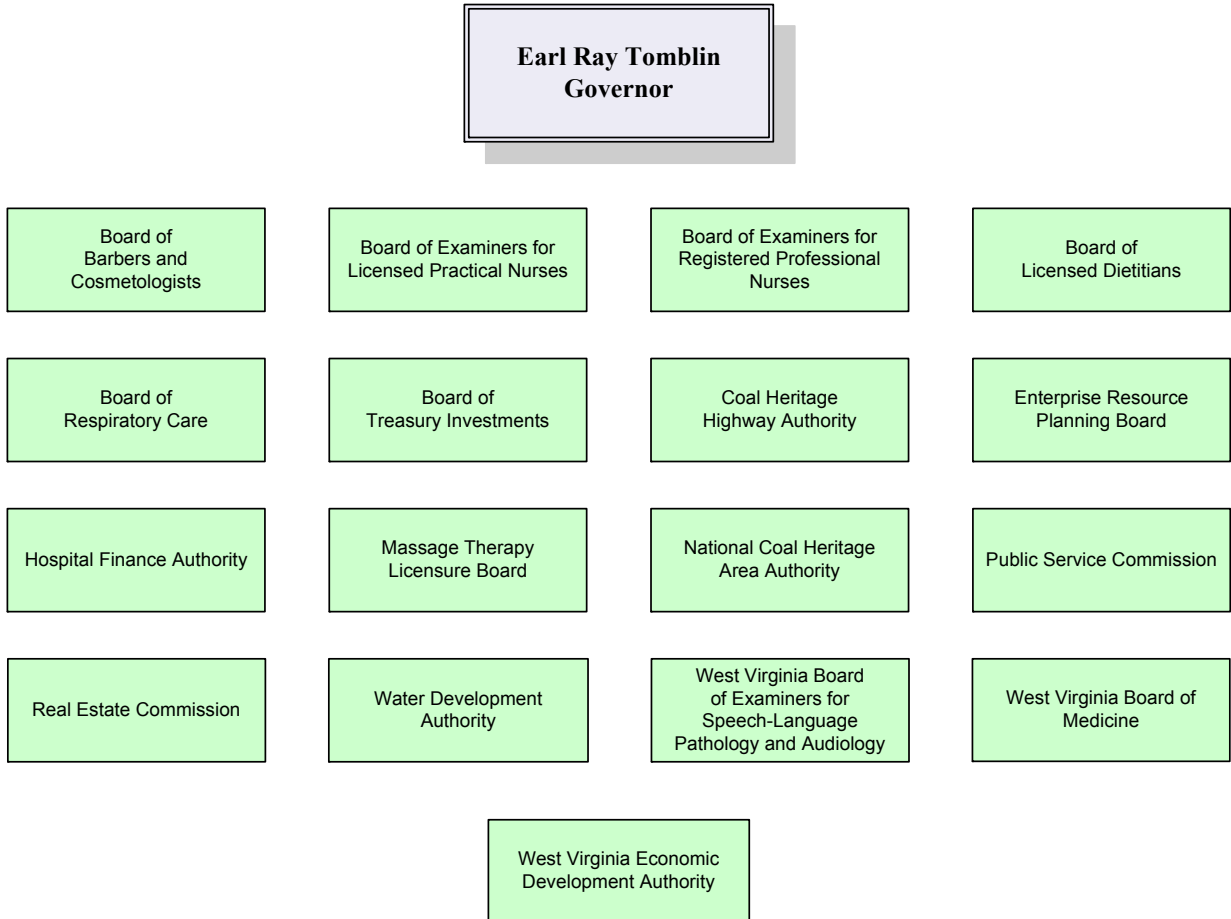 Earl Ray Tomblin
Governor
Board of
Barbers and
Cosmetologists
Board of Examiners for
Licensed Practical Nurses
Board of Examiners for
Registered Professional
Nurses
Board of
Licensed Dietitians
Board of
Respiratory Care
Board of
Treasury Investments
Coal Heritage
Highway Authority
Enterprise Resource
Planning Board
Hospital Finance Authority
Massage Therapy
Licensure Board
National Coal Heritage
Area Authority
Public Service Commission
Real Estate Commission
Water Development
Authority
West Virginia Board
of Examiners for
Speech-Language
Pathology and Audiology
West Virginia Board of
Medicine
West Virginia Economic
Development Authority